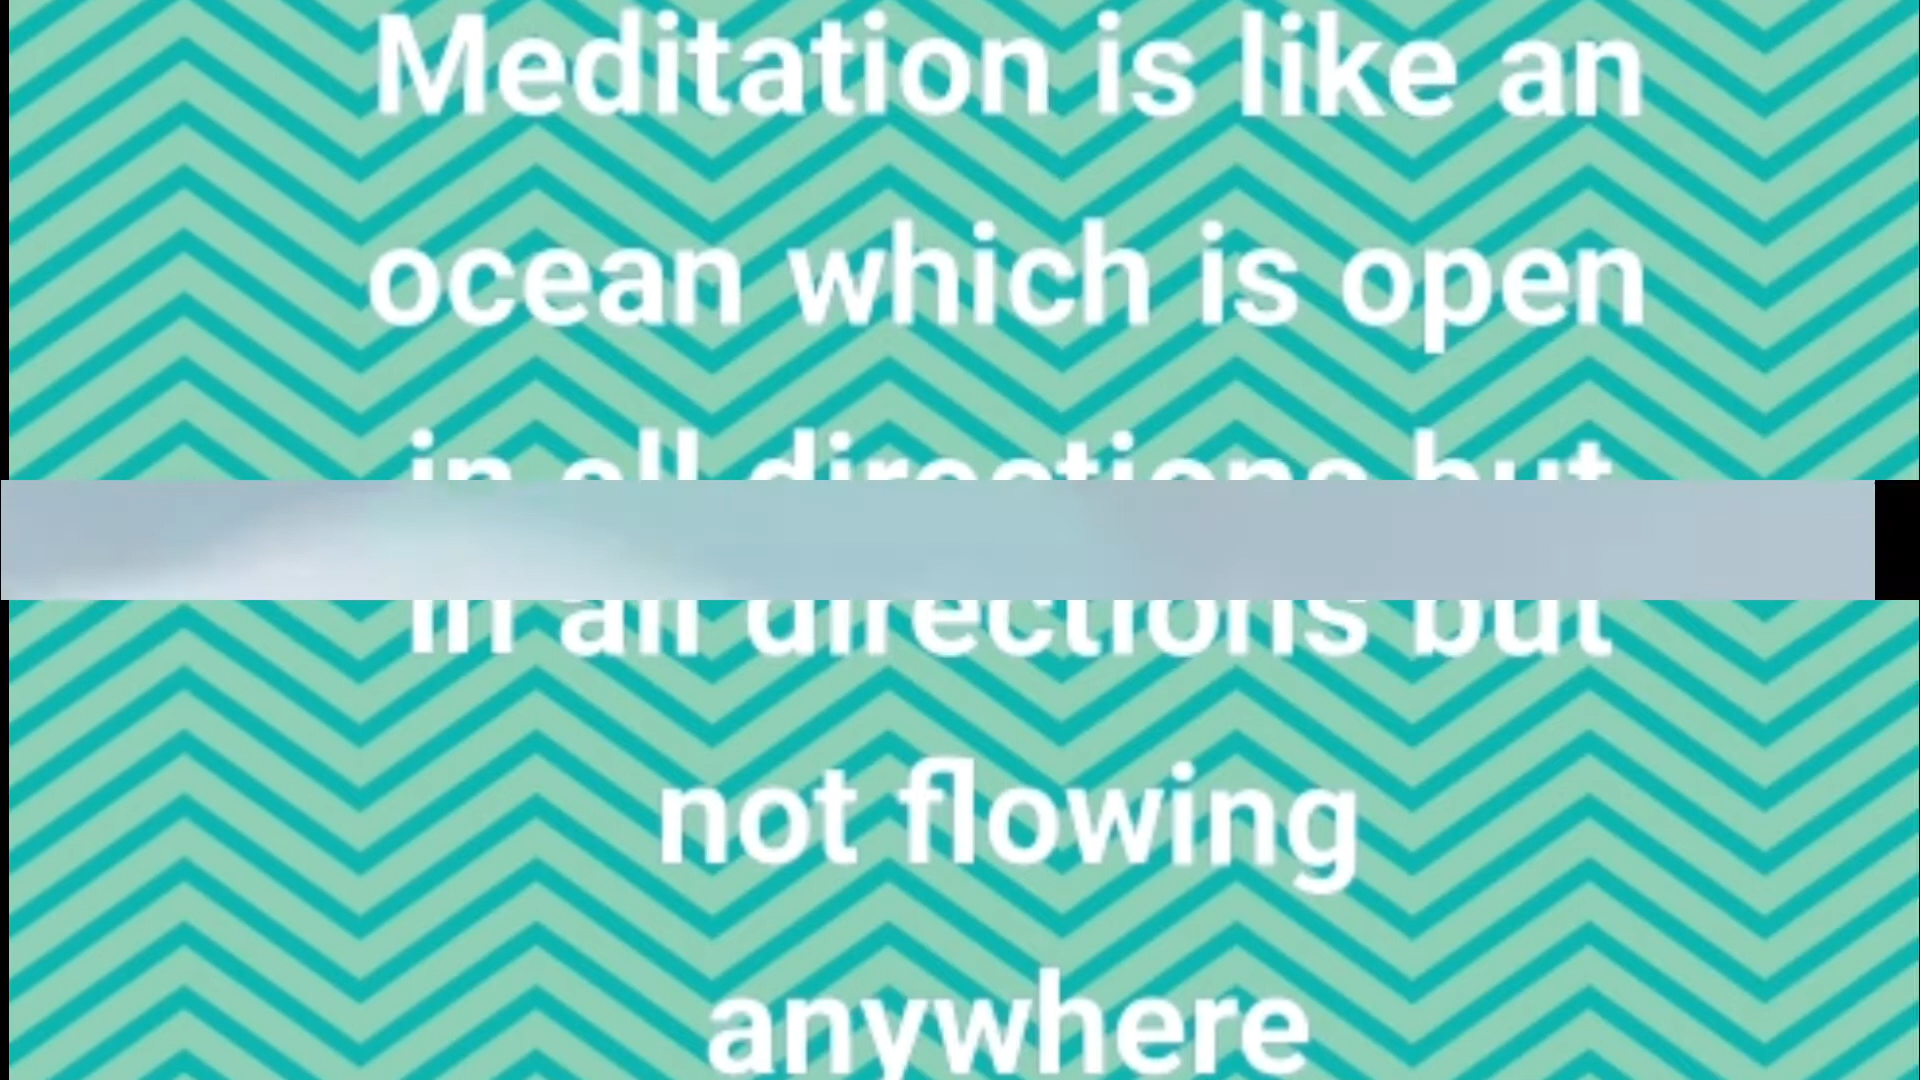 Meditation is like an
ocean which is open
in all directions but
not flowing
anywhere